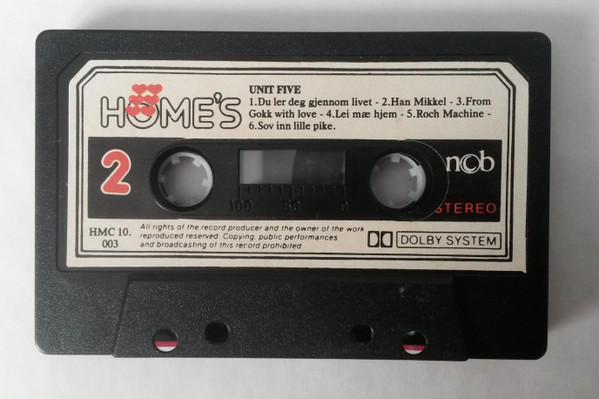 HOME'S
UNIT FIVE
1.Du ler deg gjennom livet - 2.Han Mikkel - 3.From
Gokk with love - 4.Lei mæ hjem - 5.Roch Machine -
6.Sov inn lille pike.
2
ncb
100 50 0
STEREO
HMC 10.
003
All rights of the record producer and the owner of the work
reproduced reserved. Copying, public performances
and broadcasting of this record prohibited
DOLBY SYSTEM